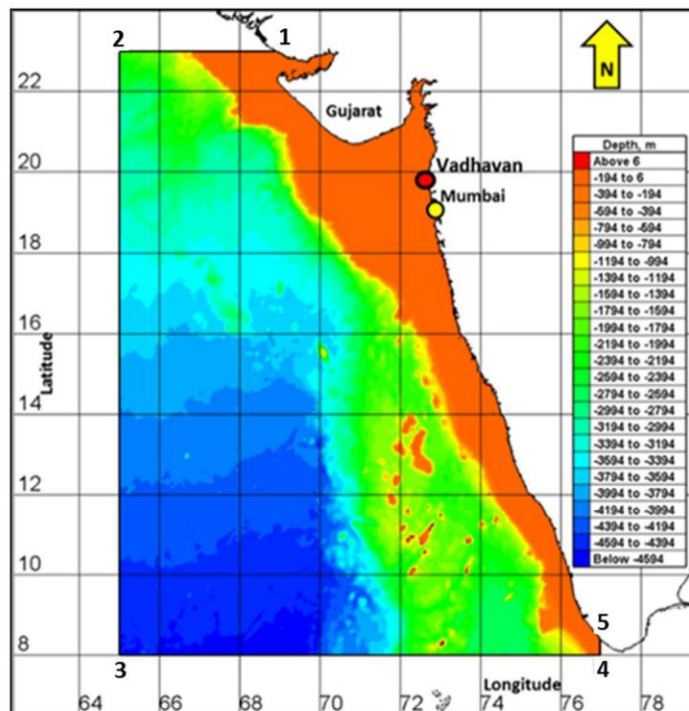 2
1
N
22
Gujarat
Depth, m
Above 6
-194 to 6
-394 to -194
-594 to -394
-794 to -594
-994 to -794
-1194 to -994
-1394 to -1194
-1594 to -1394
-1794 to -1594
-1994 to -1794
-2194 to -1994
-2394 to -2194
-2594 to -2394
-2794 to -2594
-2994 to -2794
-3194 to -2994
-3394 to -3194
-3594 to -3394
-3794 to -3594
-3994 to -3794
-4194 to -3994
-4394 to -4194
-4594 to -4394
Below -4594
20
Vadhavan
Mumbai
18
16
Latitude
14
12
10
5
8
3
4
Longitude
64 66 68 70 72 74 76 78